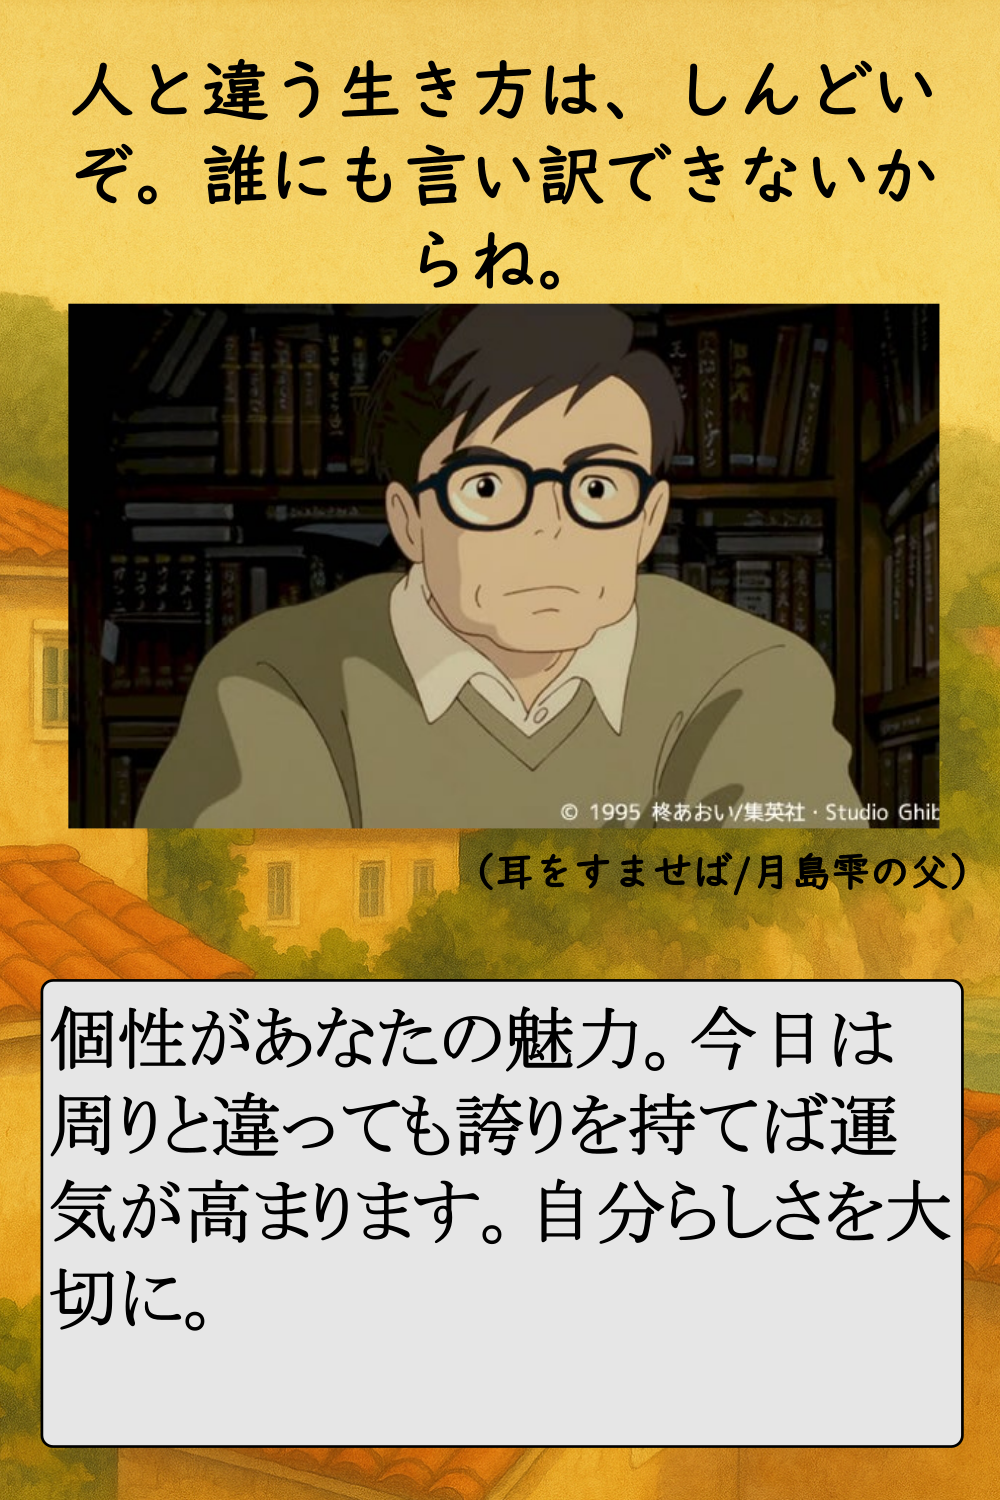 人と違う生き方は、しんどい
ぞ。誰にも言い訳できないか
らね。
© 1995 柊あおい/集英社・Studio Ghib
（耳をすませば/月島雫の父）
個性があなたの魅力。今日は
周りと違っても誇りを持てば運
気が高まります。自分らしさを大
切に。